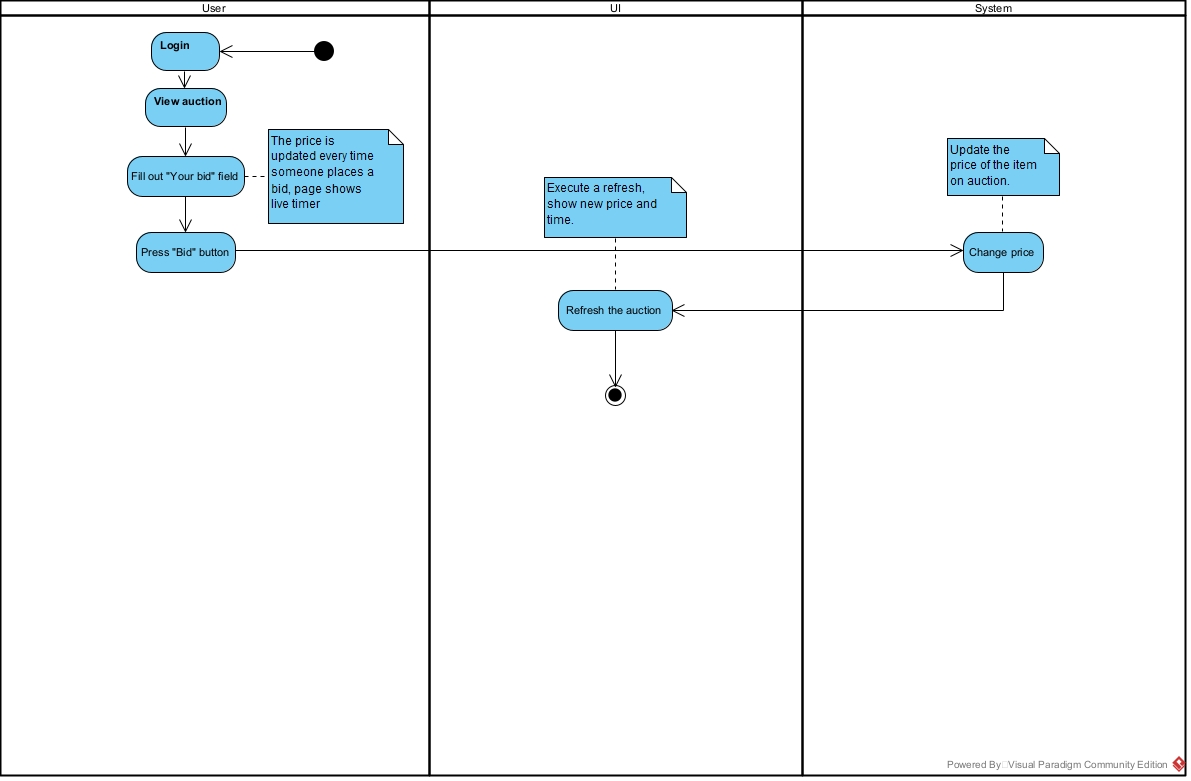 User
UI
System
Login
View auction
Fill out "Your bid" field
The price is
updated every time
someone places a
bid, page shows
live timer
Press "Bid" button
Execute a refresh,
show new price and
time.
Refresh the auction
Update the
price of the item
on auction.
Change price
Powered By Visual Paradigm Community Edition